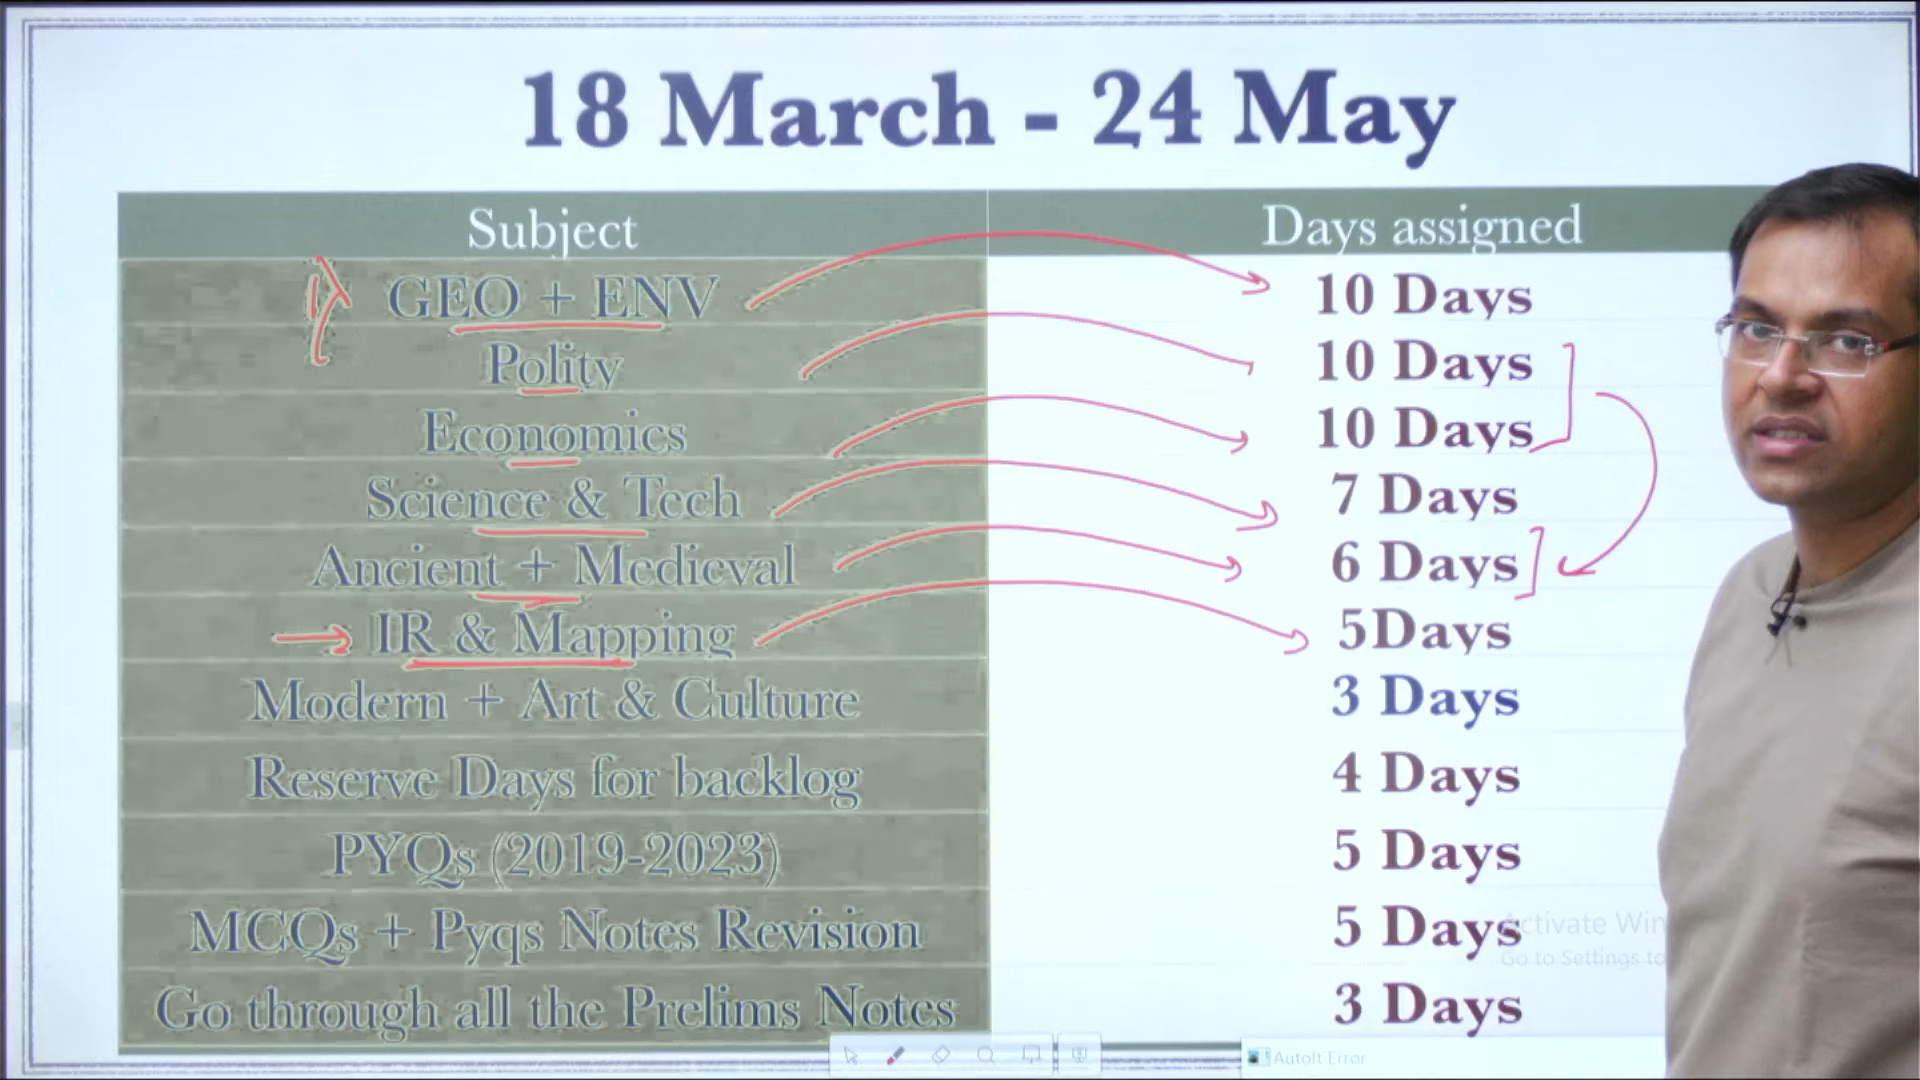 18 March - 24 May
Subject Days assigned
GEO + ENV 10 Days
Polity 10 Days
Economics 10 Days
Science & Tech 7 Days
Ancient + Medieval 6 Days
IR & Mapping 5Days
Modern + Art & Culture 3 Days
Reserve Days for backlog 4 Days
PYQs (2019-2023) 5 Days
MCQs + Pyqs Notes Revision 5 Days
Activate Win
Go to Settings to
Go through all the Prelims Notes 3 Days
AutoIt Error